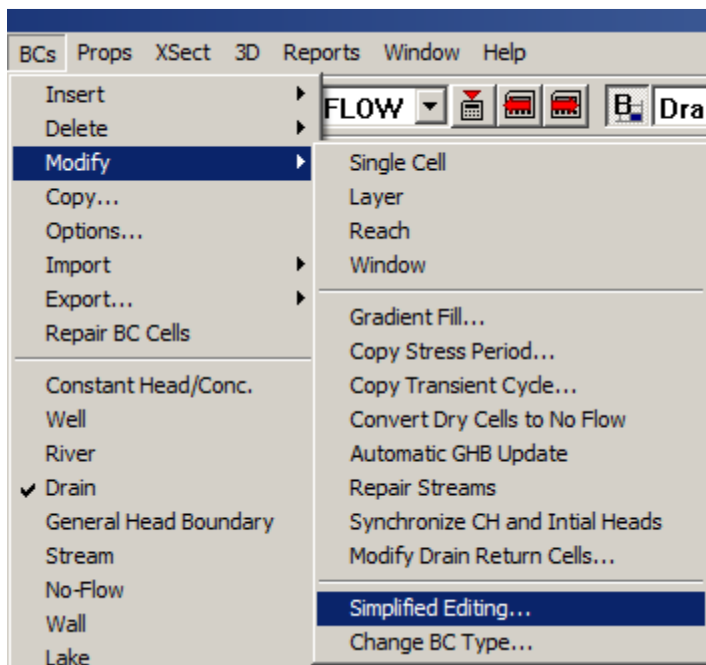 BCs Props XSect 3D Reports Window Help
FLOW B Dra
Insert
Delete
Modify
Copy...
Options...
Import
Export...
Repair BC Cells
Constant Head/Conc.
Well
River
Drain
General Head Boundary
Stream
No-Flow
Wall
Lake
Single Cell
Layer
Reach
Window
Gradient Fill...
Copy Stress Period...
Copy Transient Cycle...
Convert Dry Cells to No Flow
Automatic GHB Update
Repair Streams
Synchronize CH and Intial Heads
Modify Drain Return Cells...
Simplified Editing...
Change BC Type...